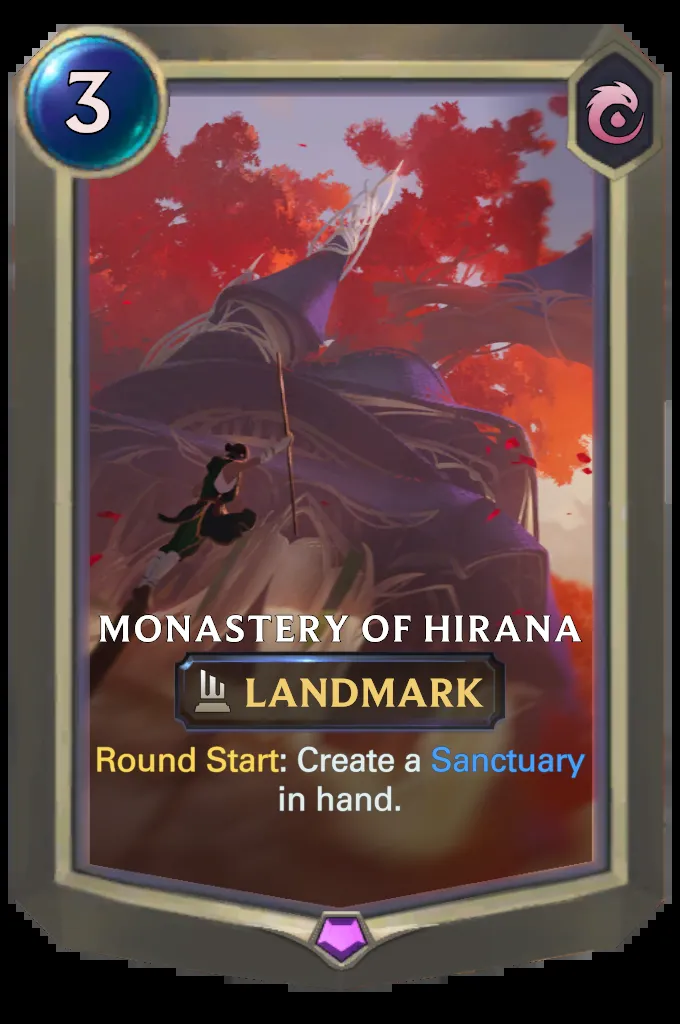 3
MONASTERY OF HIRANA
LANDMARK
Round Start: Create a Sanctuary
in hand.